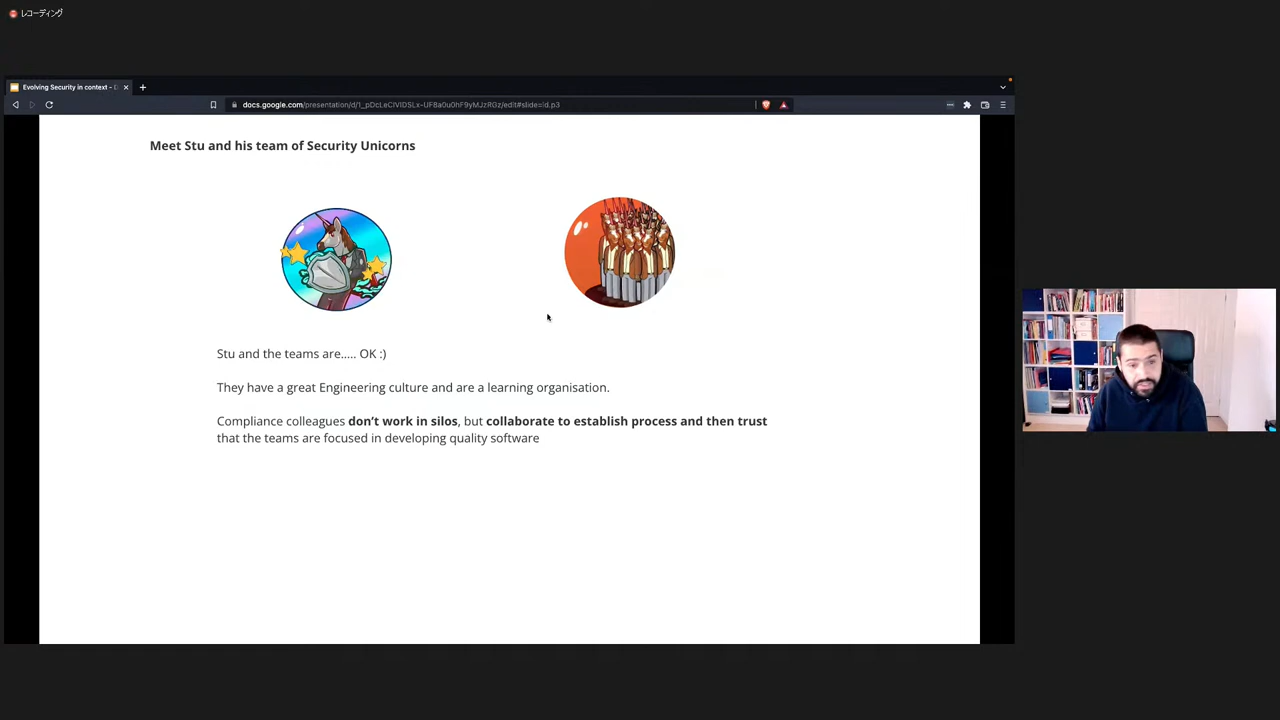 レコーディング
Evolving Security in context - D
docs.google.com/presentation/d/1_pDcLeCIVIDSLx-UF8a0u0hF9yMJzRGz/edit#slide=id.p3
Meet Stu and his team of Security Unicorns
Stu and the teams are..... OK :)
They have a great Engineering culture and are a learning organisation.
Compliance colleagues don't work in silos, but collaborate to establish process and then trust
that the teams are focused in developing quality software